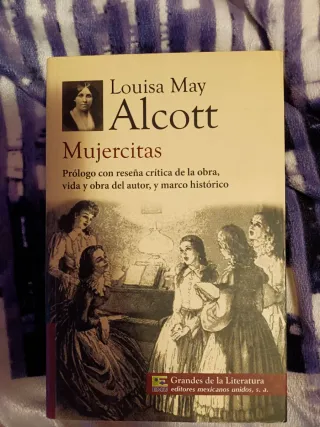 Louisa May
Alcott
Mujercitas
Prólogo con reseña crítica de la obra,
vida y obra del autor, y marco histórico
Grandes de la Literatura
editores mexicanos unidos, s. a.